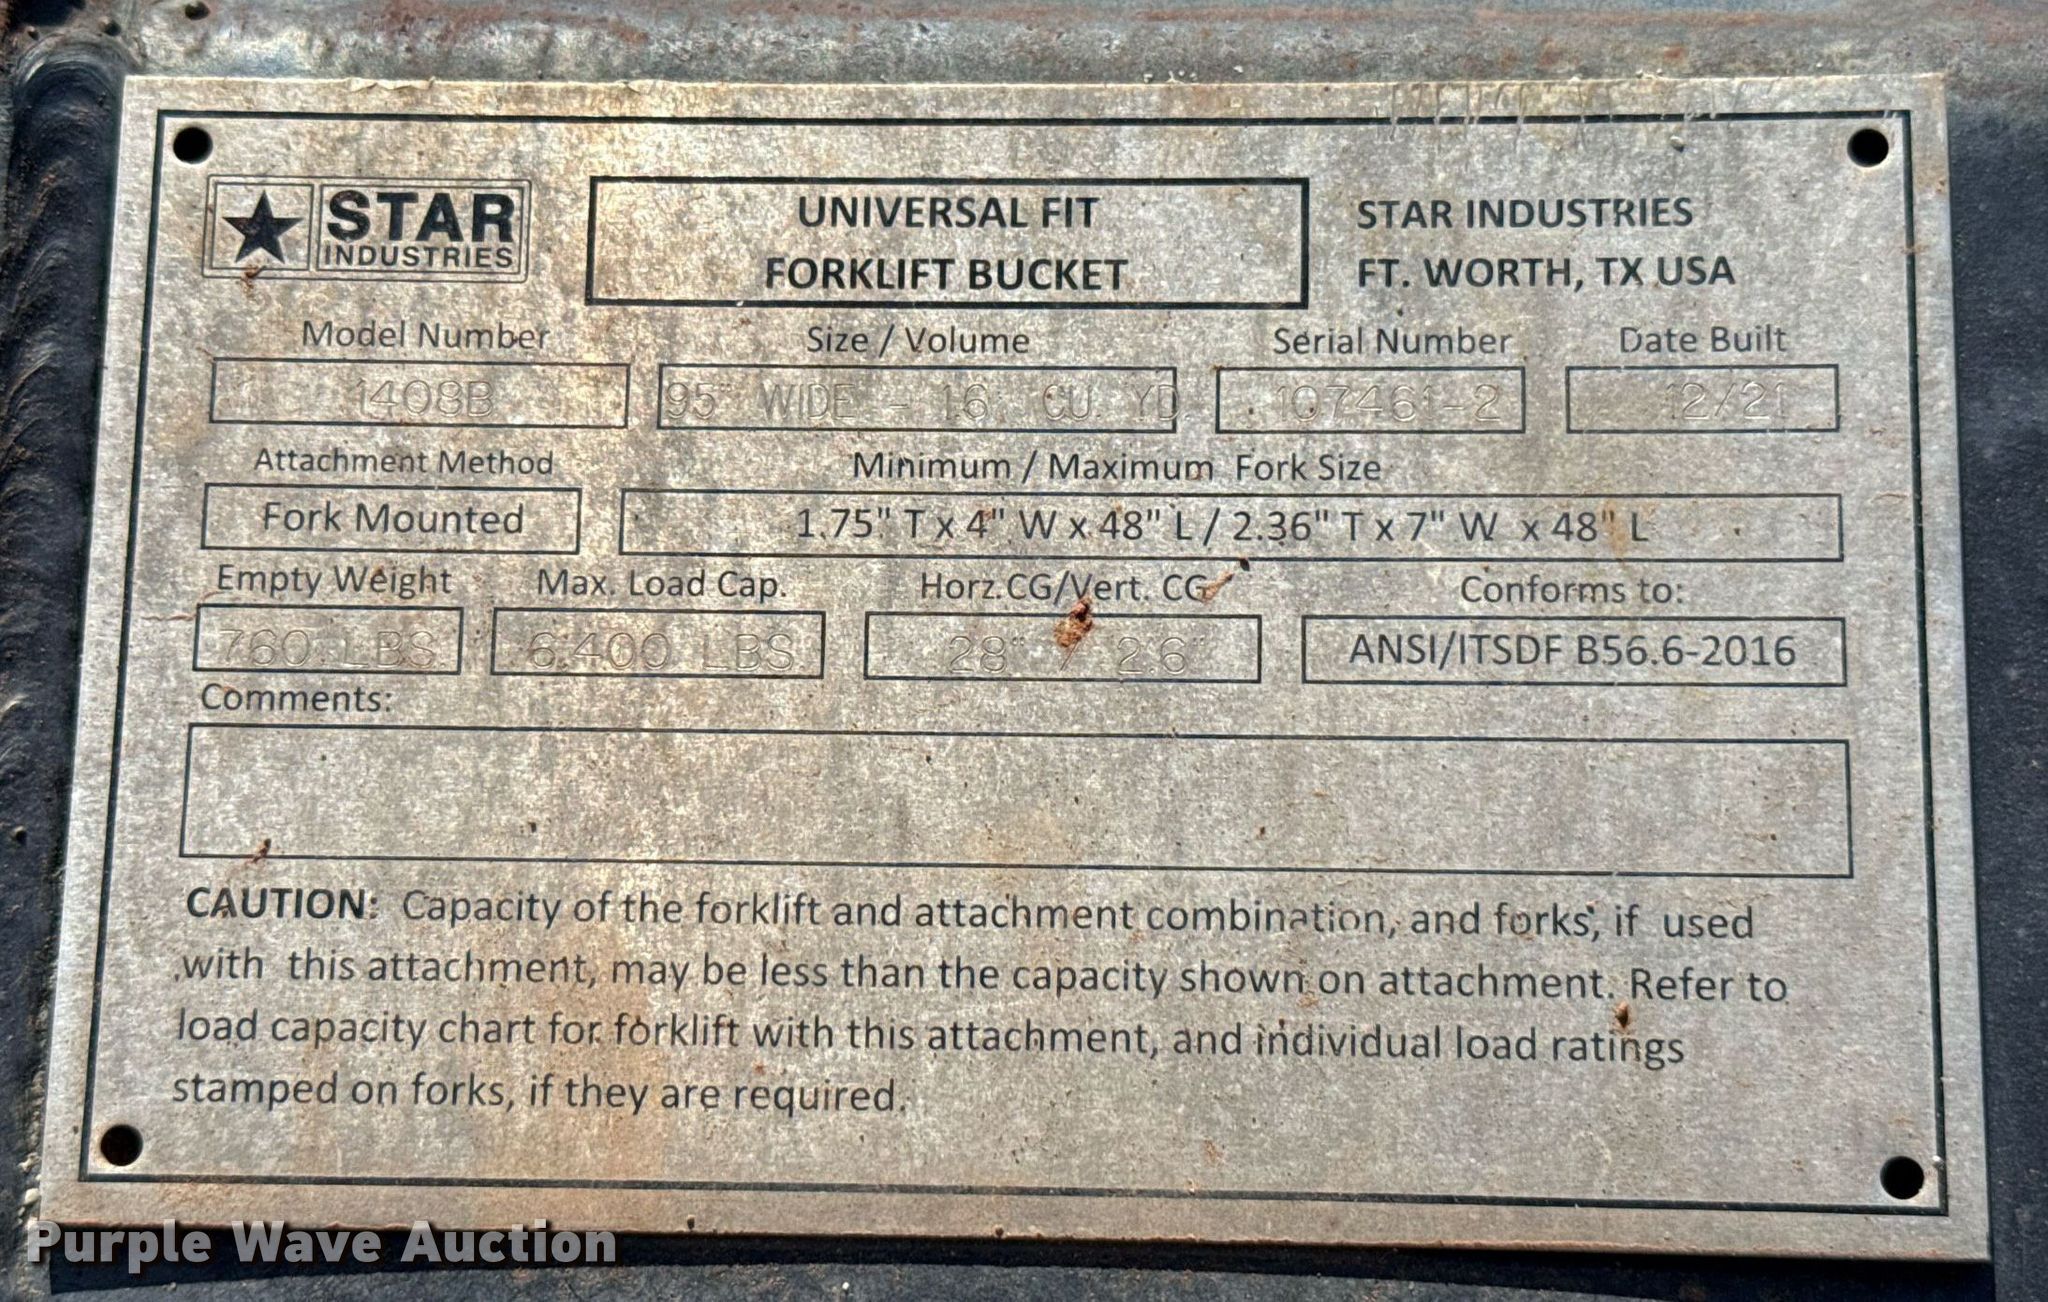 STAR
INDUSTRIES
UNIVERSAL FIT
FORKLIFT BUCKET
STAR INDUSTRIES
FT. WORTH, TX USA
Model Number Size / Volume Serial Number Date Built
1408B 95" WIDE - 1.6 CU. YD. 107461-2 12/21
Attachment Method Minimum / Maximum Fork Size
Fork Mounted 1.75" T x 4" W x 48" L / 2.36" T x 7" W x 48" L
Empty Weight Max. Load Cap. Horz.CG/Vert. CG Conforms to:
760 LBS. 6,400 LBS. 28" / 26" ANSI/ITSDF B56.6-2016
Comments:
CAUTION: Capacity of the forklift and attachment combination, and forks, if used
with this attachment, may be less than the capacity shown on attachment. Refer to
load capacity chart for forklift with this attachment, and individual load ratings
stamped on forks, if they are required.
Purple Wave Auction